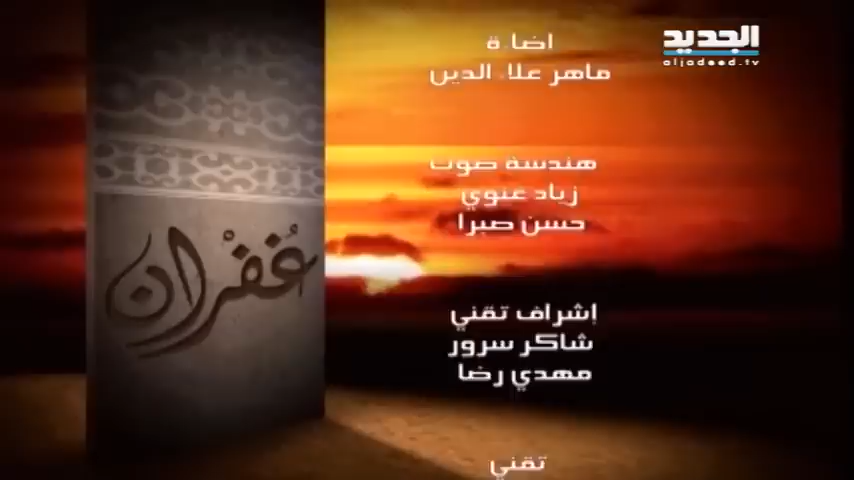 اضاءة
ماهر علاء الدين
الجديد
aljadeed.tv
هندسة صوت
زياد عنوي
حسن صبرا
غُفْران
إشراف تقني
شاكر سرور
مهدي رضا
تقني